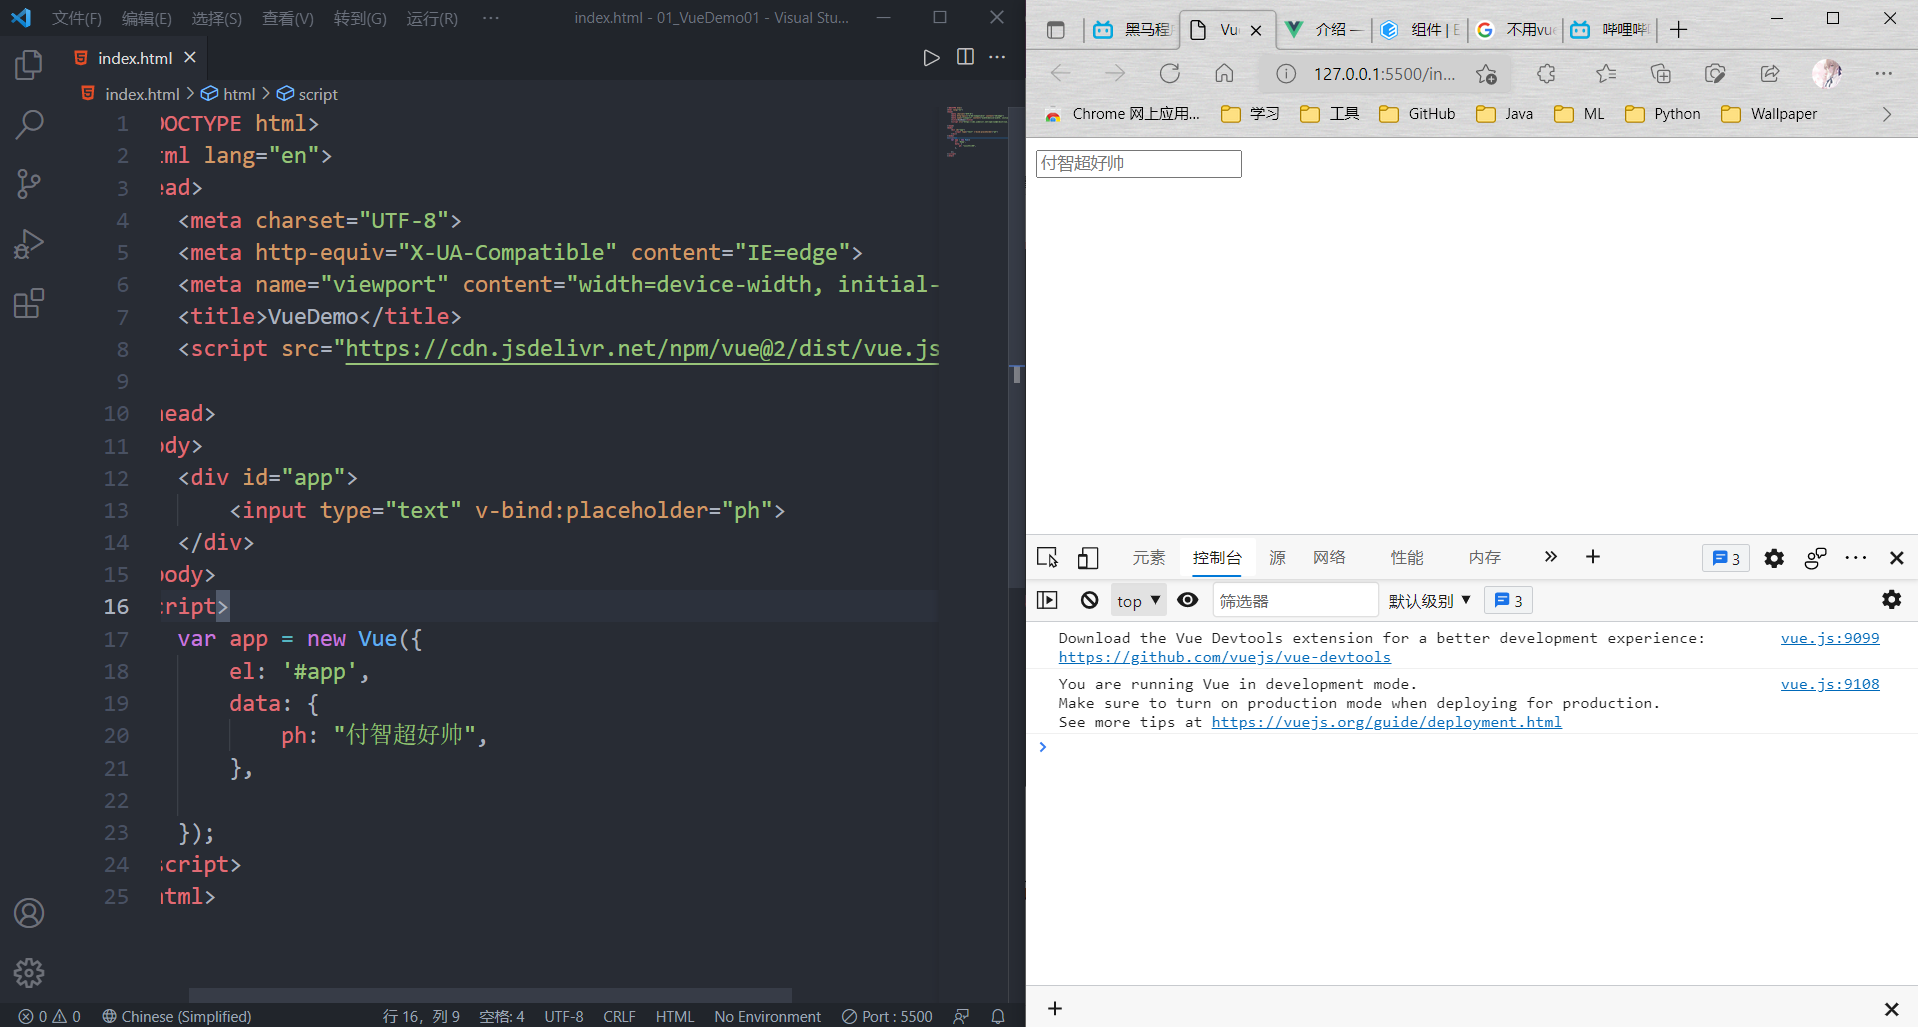 文件(F) 编辑(E) 选择(S) 查看(V) 转到(G) 运行(R) ··· index.html - 01_VueDemo01 - Visual Stu...
index.html
index.html > html > script
1 DOCTYPE html>
2 tml lang="en">
3 ead>
4 <meta charset="UTF-8">
5 <meta http-equiv="X-UA-Compatible" content="IE=edge">
6 <meta name="viewport" content="width=device-width, initial-
7 <title>VueDemo</title>
8 <script src="https://cdn.jsdelivr.net/npm/vue@2/dist/vue.js
9
10 head>
11 ody>
12 <div id="app">
13 <input type="text" v-bind:placeholder="ph">
14 </div>
15 body>
16 cript>
17 var app = new Vue({
18 el: '#app',
19 data: {
20 ph: "付智超好帅",
21 },
22
23 });
24 script>
25 html>
0 0 Chinese (Simplified) 行 16, 列 9 空格: 4 UTF-8 CRLF HTML No Environment Port : 5500
黑马程 Vu 介绍 — 组件 | E 不用vue 哔哩哔
127.0.0.1:5500/in...
Chrome 网上应用... 学习 工具 GitHub Java ML Python Wallpaper
付智超好帅
元素 控制台 源 网络 性能 内存 3
top 筛选器 默认级别 3
Download the Vue Devtools extension for a better development experience: vue.js:9099
https://github.com/vuejs/vue-devtools
You are running Vue in development mode. vue.js:9108
Make sure to turn on production mode when deploying for production.
See more tips at https://vuejs.org/guide/deployment.html